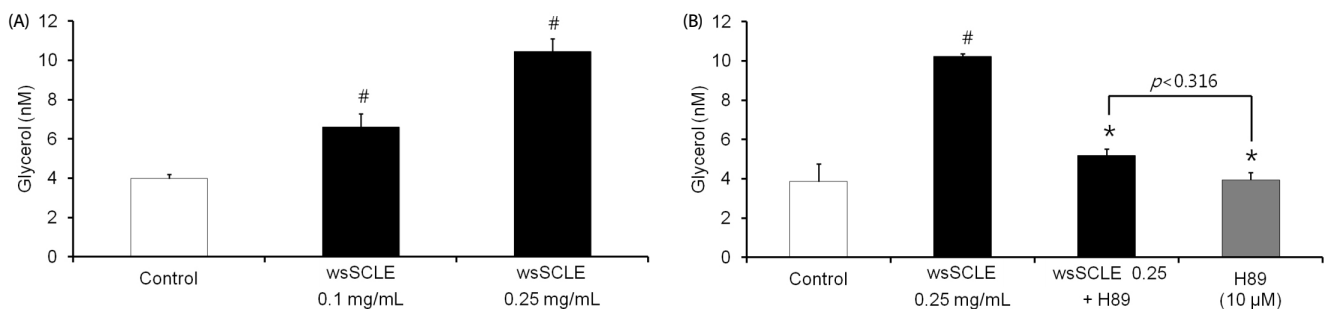 (A)
Glycerol (nM)
12
10
8
6
4
2
0
#
#
Control
wsSCLE
0.1 mg/mL
wsSCLE
0.25 mg/mL
(B)
Glycerol (nM)
12
10
8
6
4
2
0
#
p<0.316
*
*
Control
wsSCLE
0.25 mg/mL
wsSCLE 0.25
+ H89
H89
(10 µM)